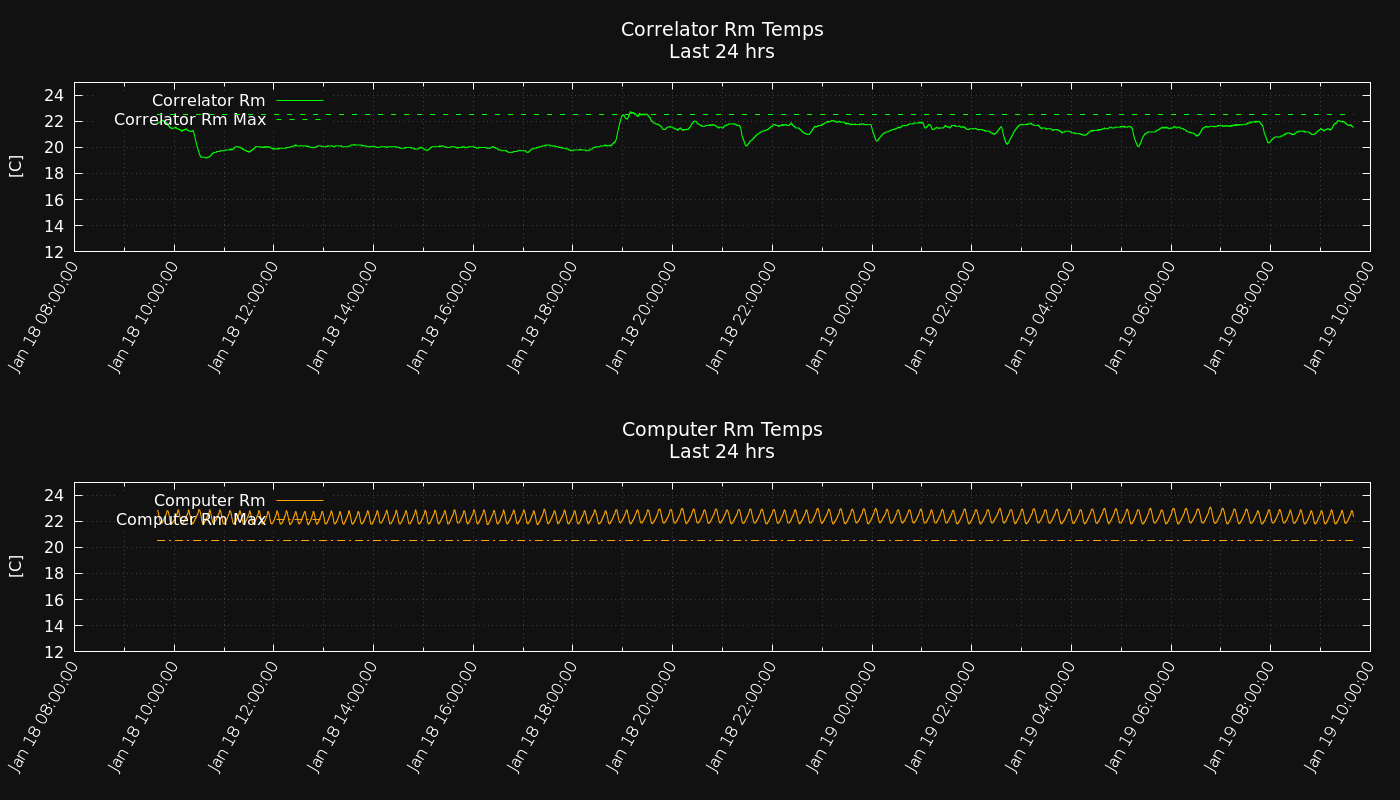 Correlator Rm Temps
Last 24 hrs
Correlator Rm
Correlator Rm Max
24
22
20
18
16
14
12
[C]
Jan 18 08:00:00
Jan 18 10:00:00
Jan 18 12:00:00
Jan 18 14:00:00
Jan 18 16:00:00
Jan 18 18:00:00
Jan 18 20:00:00
Jan 18 22:00:00
Jan 19 00:00:00
Jan 19 02:00:00
Jan 19 04:00:00
Jan 19 06:00:00
Jan 19 08:00:00
Jan 19 10:00:00
Computer Rm Temps
Last 24 hrs
Computer Rm
Computer Rm Max
24
22
20
18
16
14
12
[C]
Jan 18 08:00:00
Jan 18 10:00:00
Jan 18 12:00:00
Jan 18 14:00:00
Jan 18 16:00:00
Jan 18 18:00:00
Jan 18 20:00:00
Jan 18 22:00:00
Jan 19 00:00:00
Jan 19 02:00:00
Jan 19 04:00:00
Jan 19 06:00:00
Jan 19 08:00:00
Jan 19 10:00:00